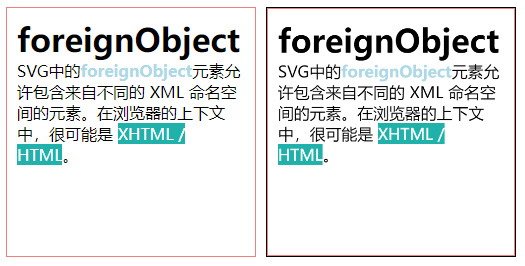 foreignObject
SVG中的foreignObject元素允
许包含来自不同的 XML 命名空
间的元素。在浏览器的上下文
中，很可能是 XHTML /
HTML。
foreignObject
SVG中的foreignObject元素允
许包含来自不同的 XML 命名空
间的元素。在浏览器的上下文
中，很可能是 XHTML /
HTML。